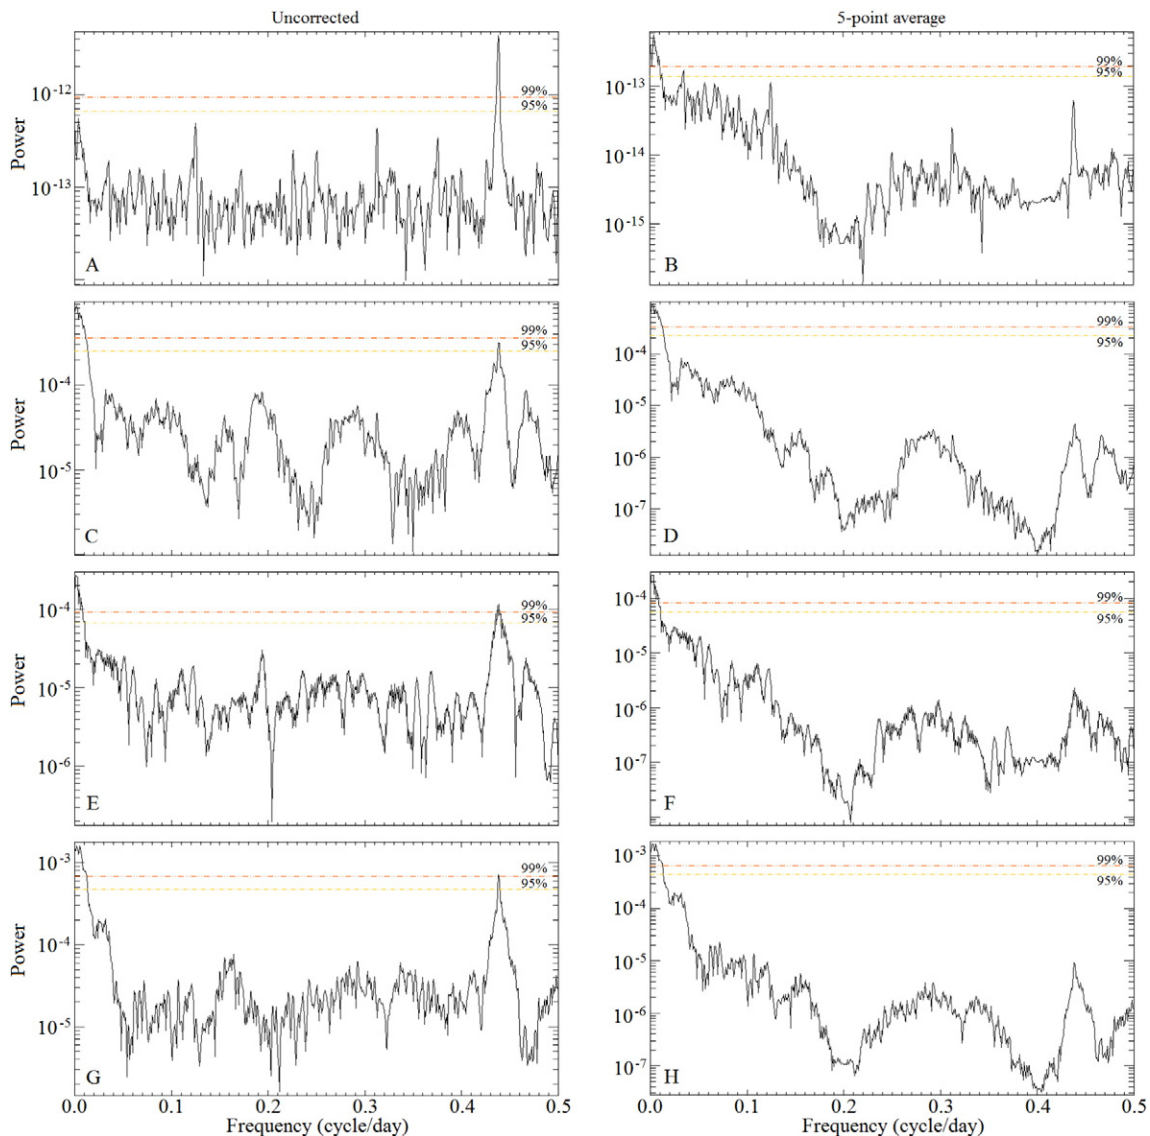 Uncorrected 5-point average
Power 10⁻¹² 10⁻¹³ 99% 95% A
10⁻¹³ 10⁻¹⁴ 10⁻¹⁵ 99% 95% B
Power 10⁻⁴ 10⁻⁵ 99% 95% C
10⁻⁴ 10⁻⁵ 10⁻⁶ 10⁻⁷ 99% 95% D
Power 10⁻⁴ 10⁻⁵ 10⁻⁶ 99% 95% E
10⁻⁴ 10⁻⁵ 10⁻⁶ 10⁻⁷ 99% 95% F
Power 10⁻³ 10⁻⁴ 10⁻⁵ 99% 95% G
10⁻³ 10⁻⁴ 10⁻⁵ 10⁻⁶ 10⁻⁷ 99% 95% H
0.0 0.1 0.2 0.3 0.4 0.5 0.0 0.1 0.2 0.3 0.4 0.5
Frequency (cycle/day) Frequency (cycle/day)